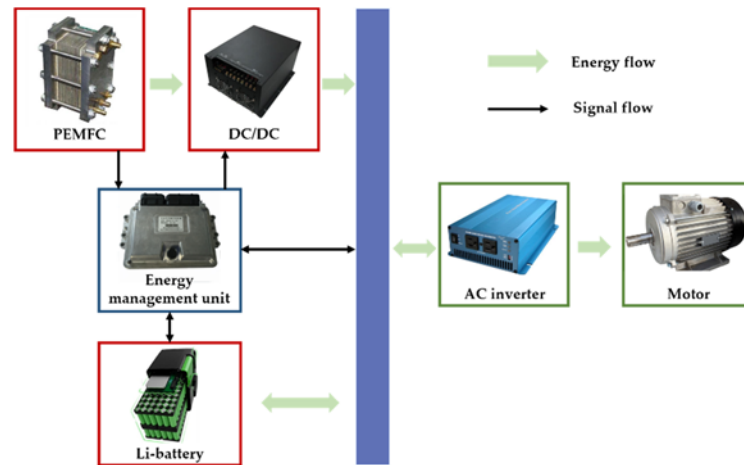 PEMFC
DC/DC
Energy flow
Signal flow
Energy
management unit
AC inverter
Motor
Li-battery